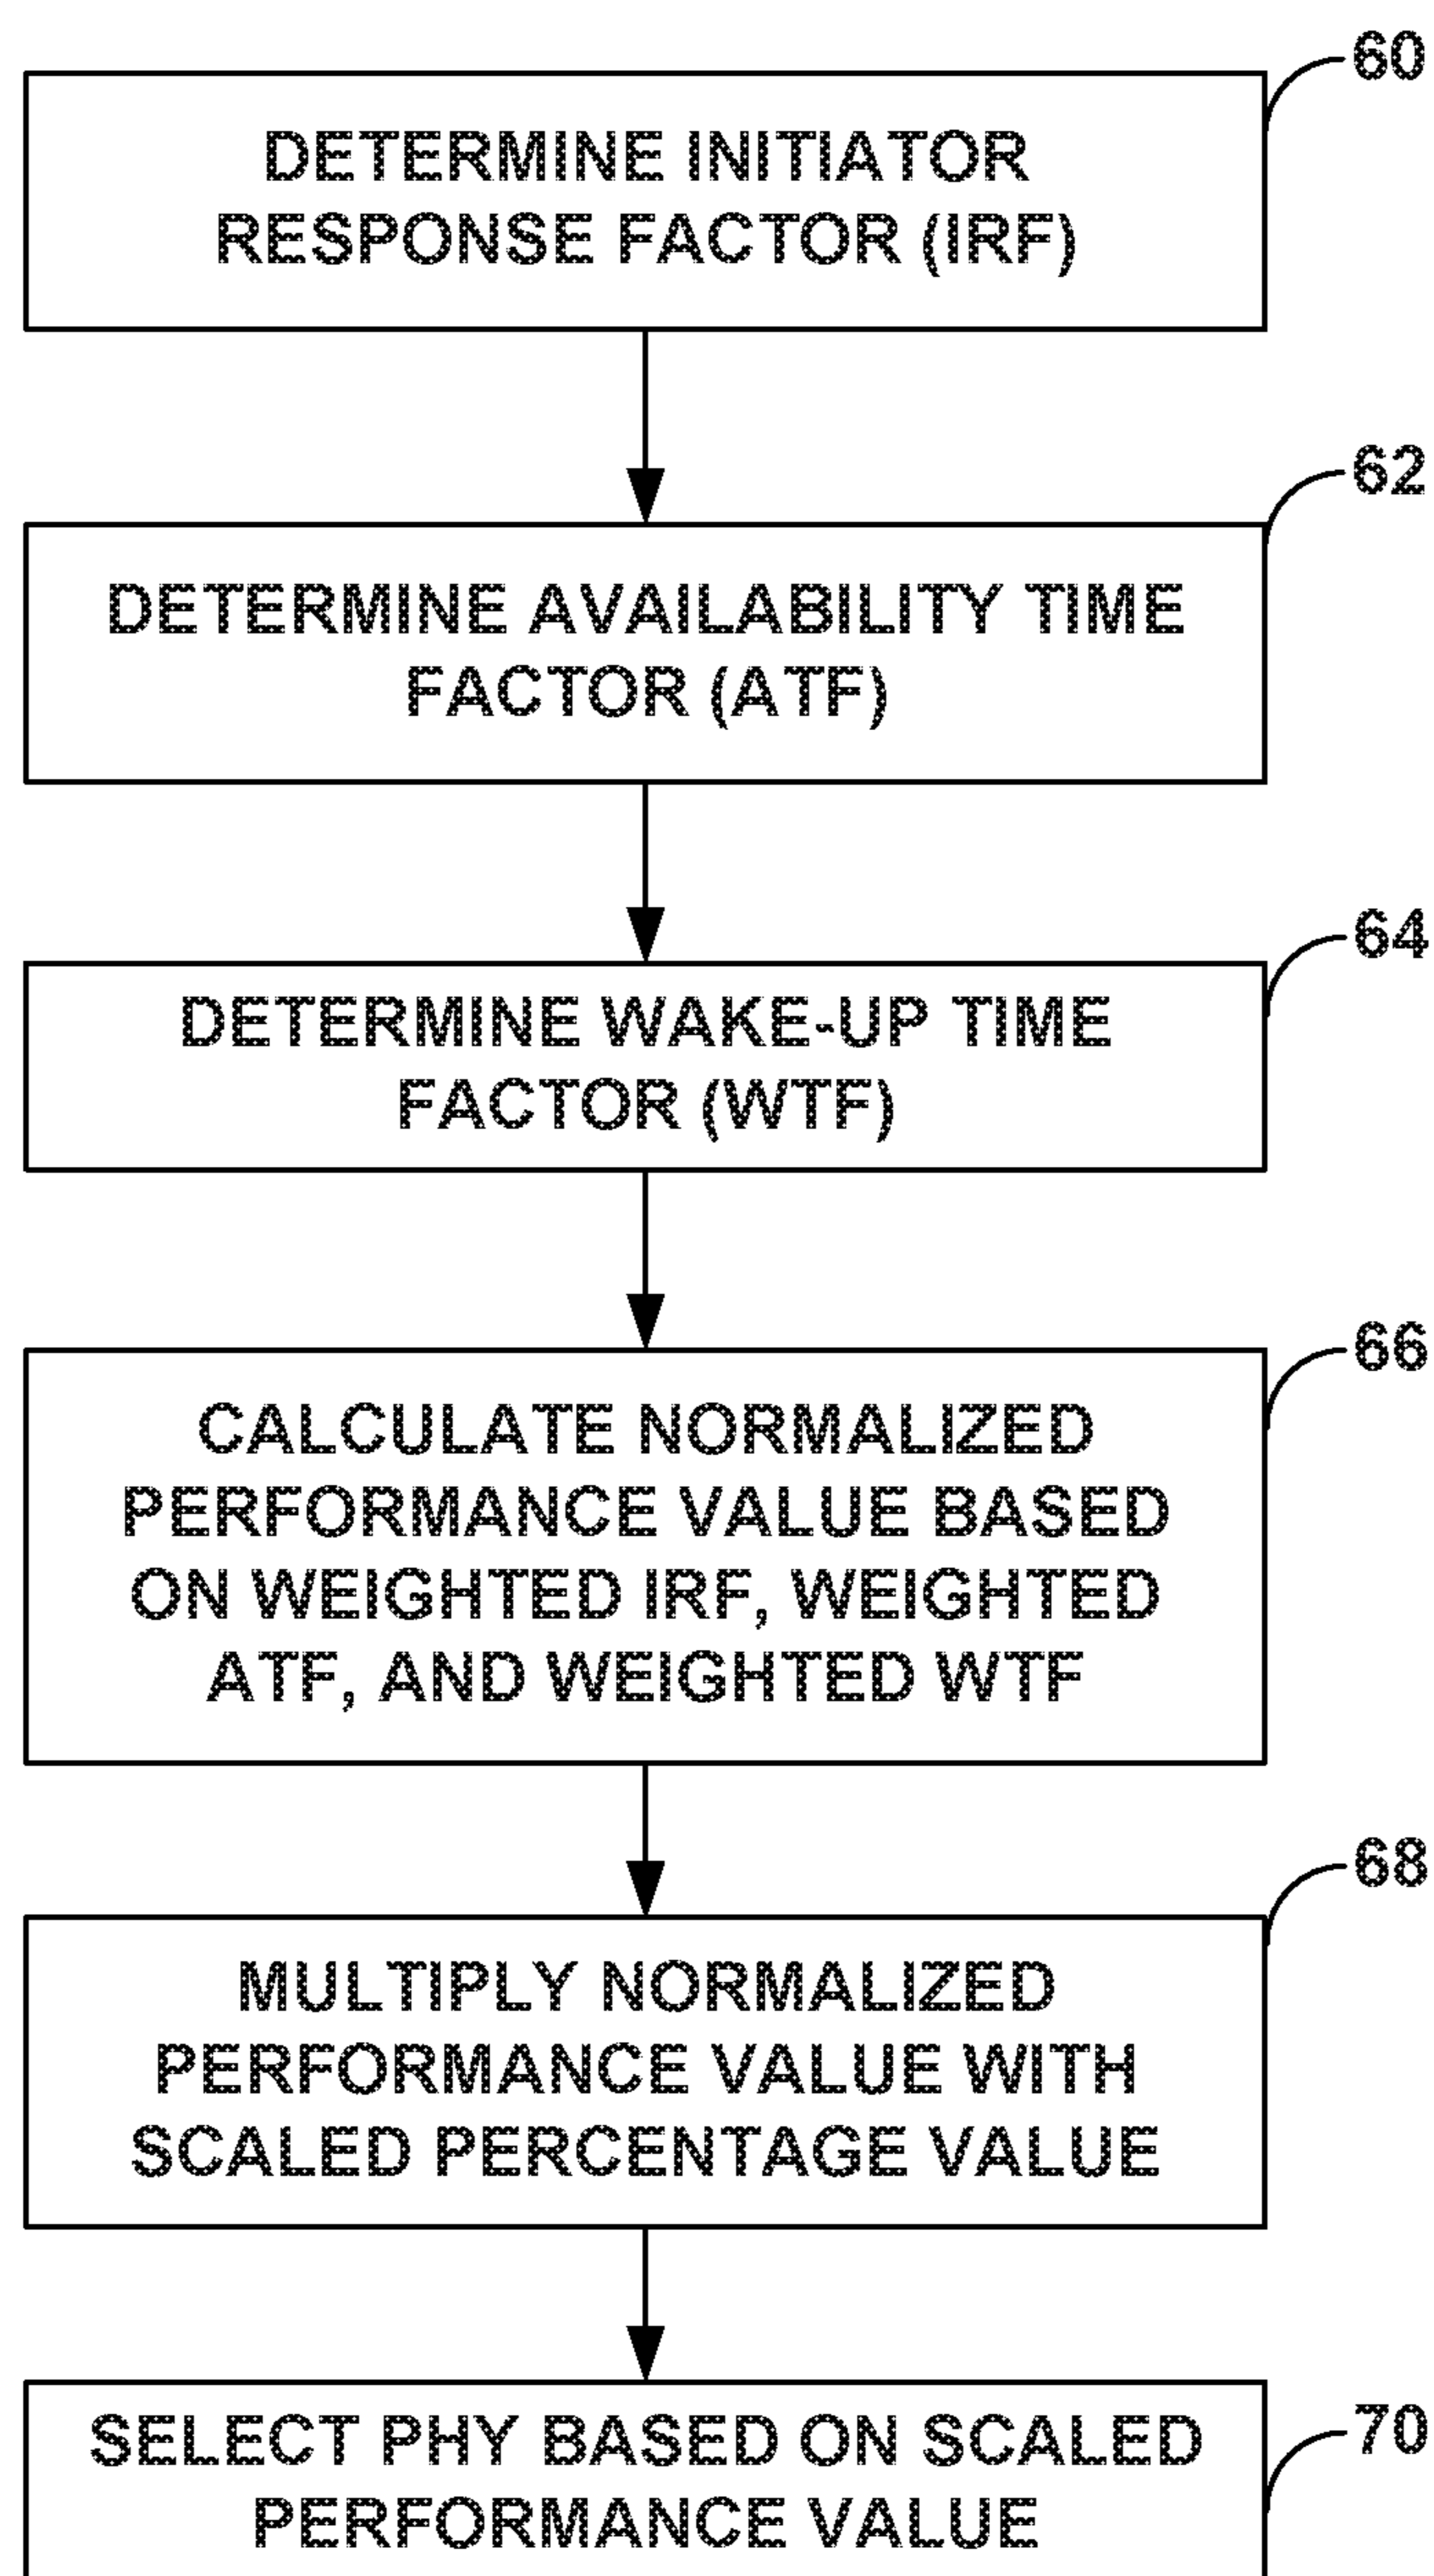 60
DETERMINE INITIATOR
RESPONSE FACTOR (IRF)
62
DETERMINE AVAILABILITY TIME
FACTOR (ATF)
64
DETERMINE WAKE-UP TIME
FACTOR (WTF)
66
CALCULATE NORMALIZED
PERFORMANCE VALUE BASED
ON WEIGHTED IRF, WEIGHTED
ATF, AND WEIGHTED WTF
68
MULTIPLY NORMALIZED
PERFORMANCE VALUE WITH
SCALED PERCENTAGE VALUE
70
SELECT PHY BASED ON SCALED
PERFORMANCE VALUE